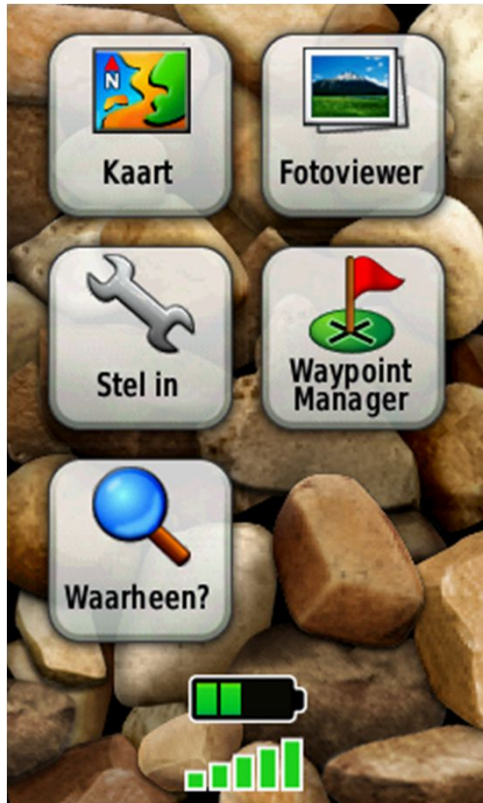 N
Kaart
Fotoviewer
Stel in
Waypoint
Manager
Waarheen?